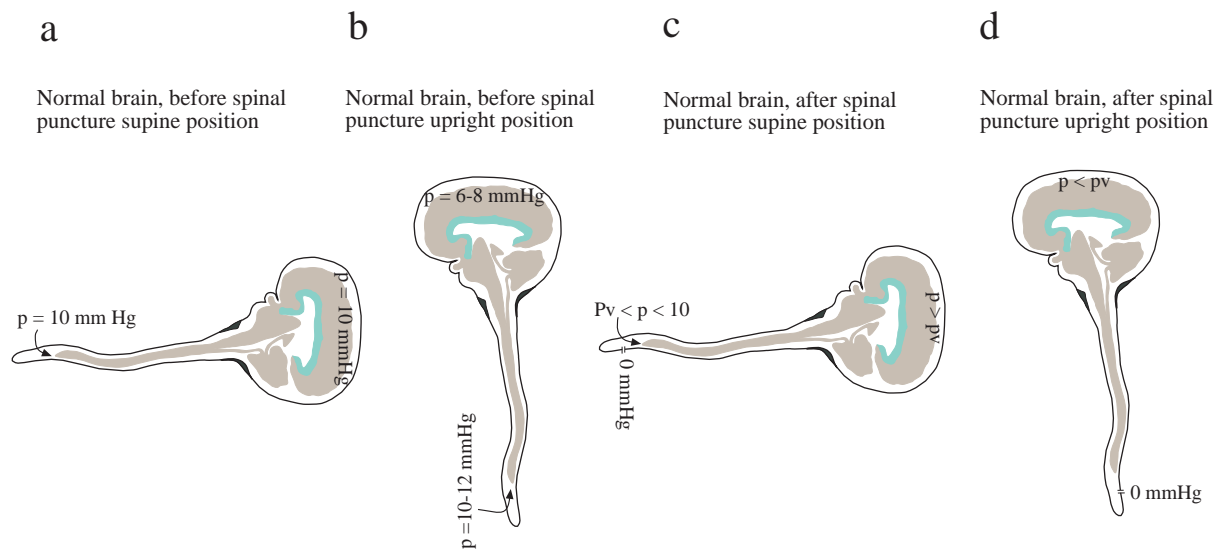 a
Normal brain, before spinal
puncture supine position
p = 10 mm Hg
p = 10 mmHg
b
Normal brain, before spinal
puncture upright position
p = 6-8 mmHg
p =10-12 mmHg
c
Normal brain, after spinal
puncture supine position
Pv < p < 10
= 0 mmHg
p > pv
d
Normal brain, after spinal
puncture upright position
p < pv
= 0 mmHg